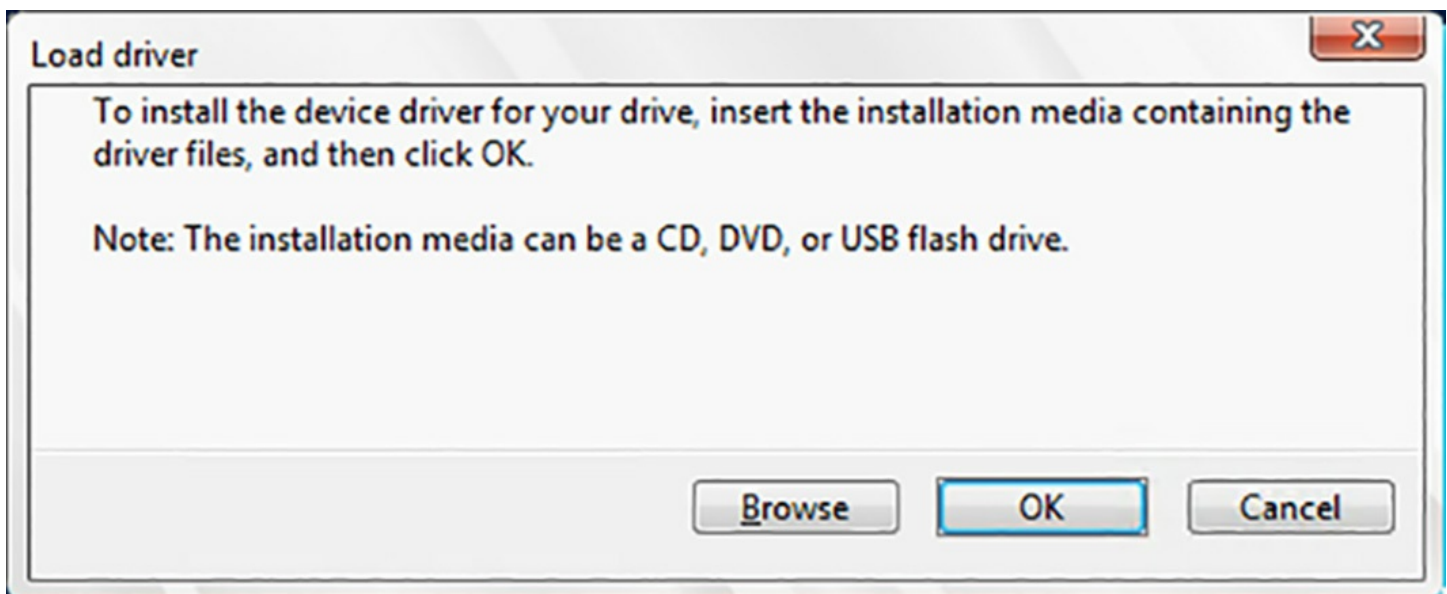 Load driver
To install the device driver for your drive, insert the installation media containing the
driver files, and then click OK.
Note: The installation media can be a CD, DVD, or USB flash drive.
Browse OK Cancel